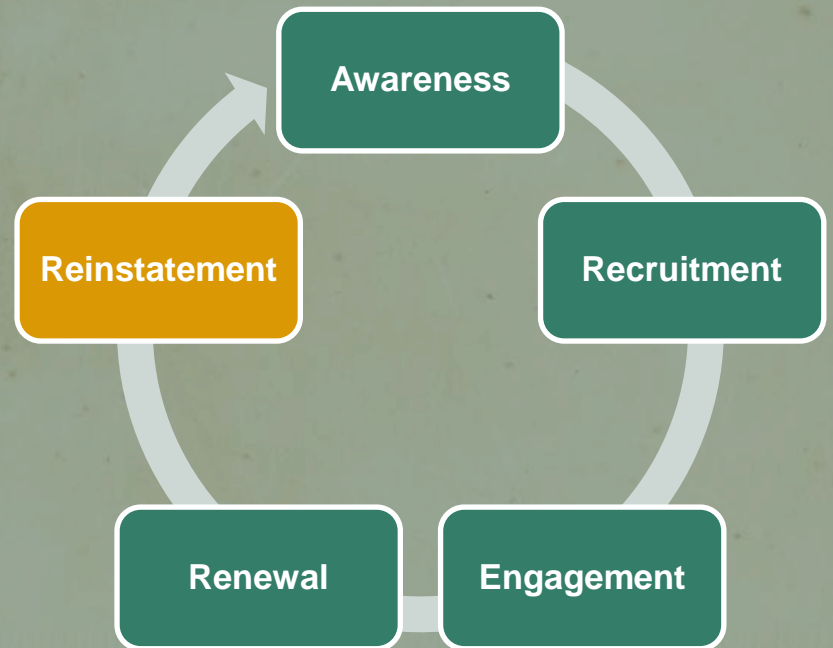 Awareness
Recruitment
Engagement
Renewal
Reinstatement